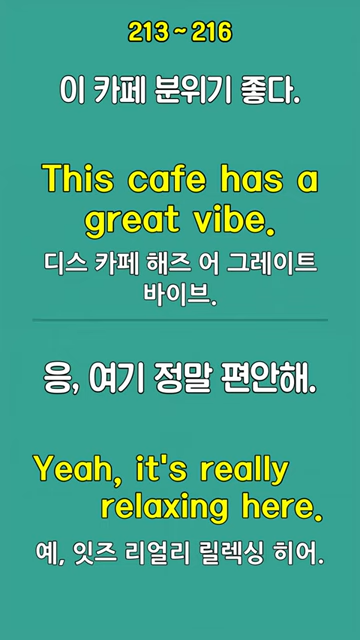 213~216
이 카페 분위기 좋다.
This cafe has a
great vibe.
디스 카페 해즈 어 그레이트
바이브.
응, 여기 정말 편안해.
Yeah, it's really
relaxing here.
예, 잇즈 리얼리 릴렉싱 히어.